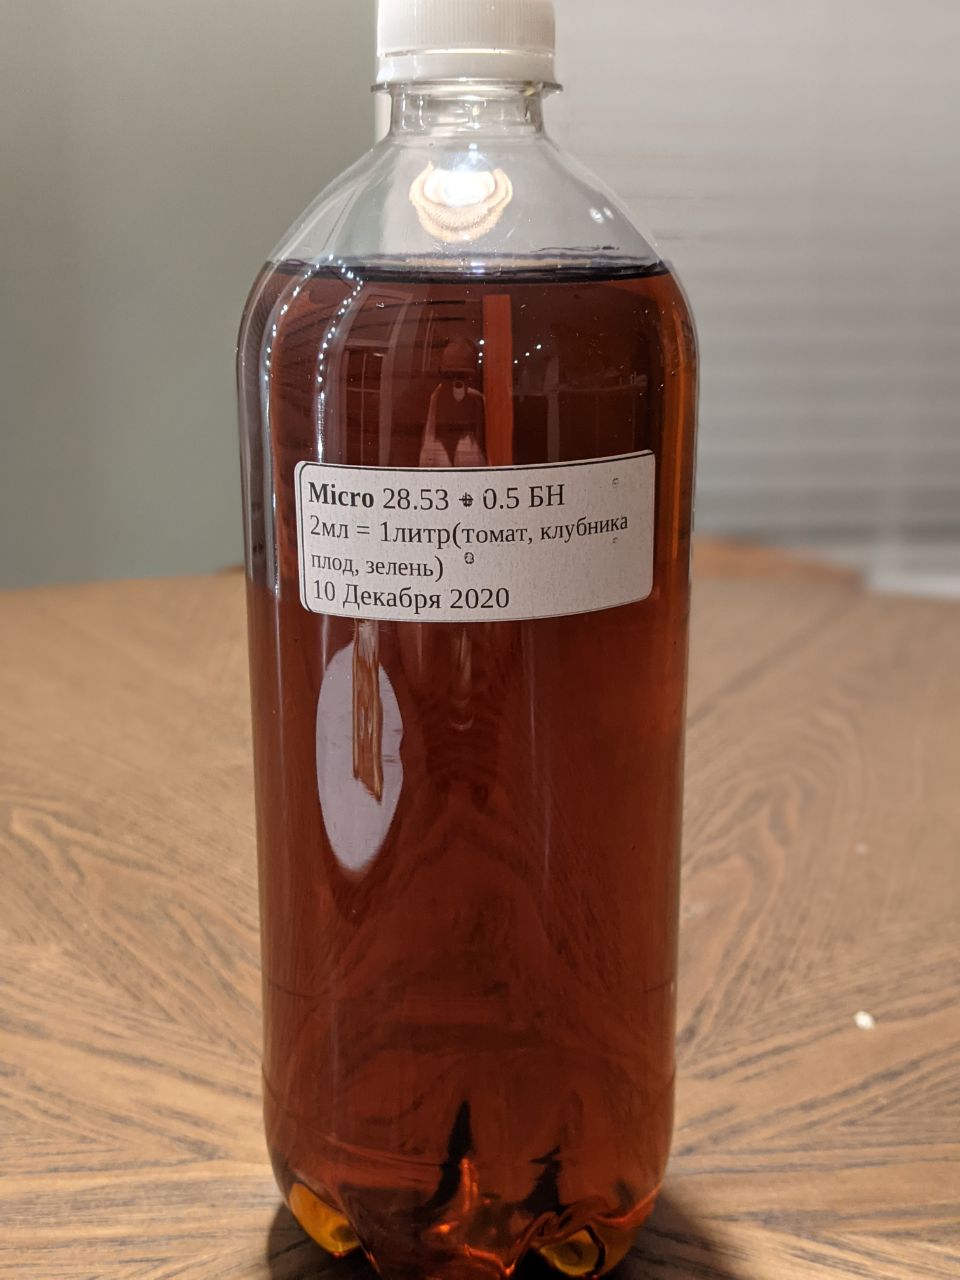 Micro 28.53 + 0.5 БН
2мл = 1литр(томат, клубника
плод, зелень)
10 Декабря 2020